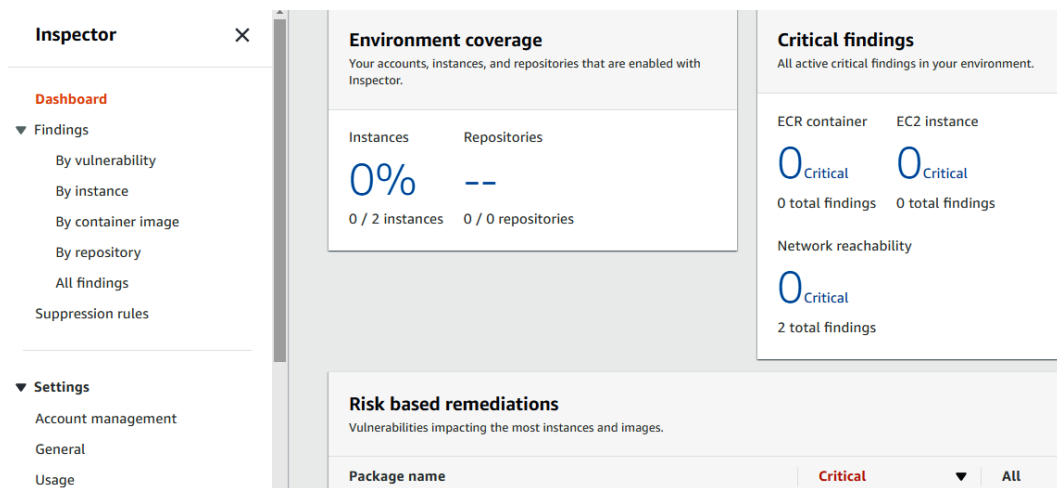 Inspector
Dashboard
Findings
By vulnerability
By instance
By container image
By repository
All findings
Suppression rules
Settings
Account management
General
Usage
Environment coverage
Your accounts, instances, and repositories that are enabled with
Inspector.
Instances Repositories
0% --
0 / 2 instances 0 / 0 repositories
Critical findings
All active critical findings in your environment.
ECR container EC2 instance
0 Critical 0 Critical
0 total findings 0 total findings
Network reachability
0 Critical
2 total findings
Risk based remediations
Vulnerabilities impacting the most instances and images.
Package name Critical All